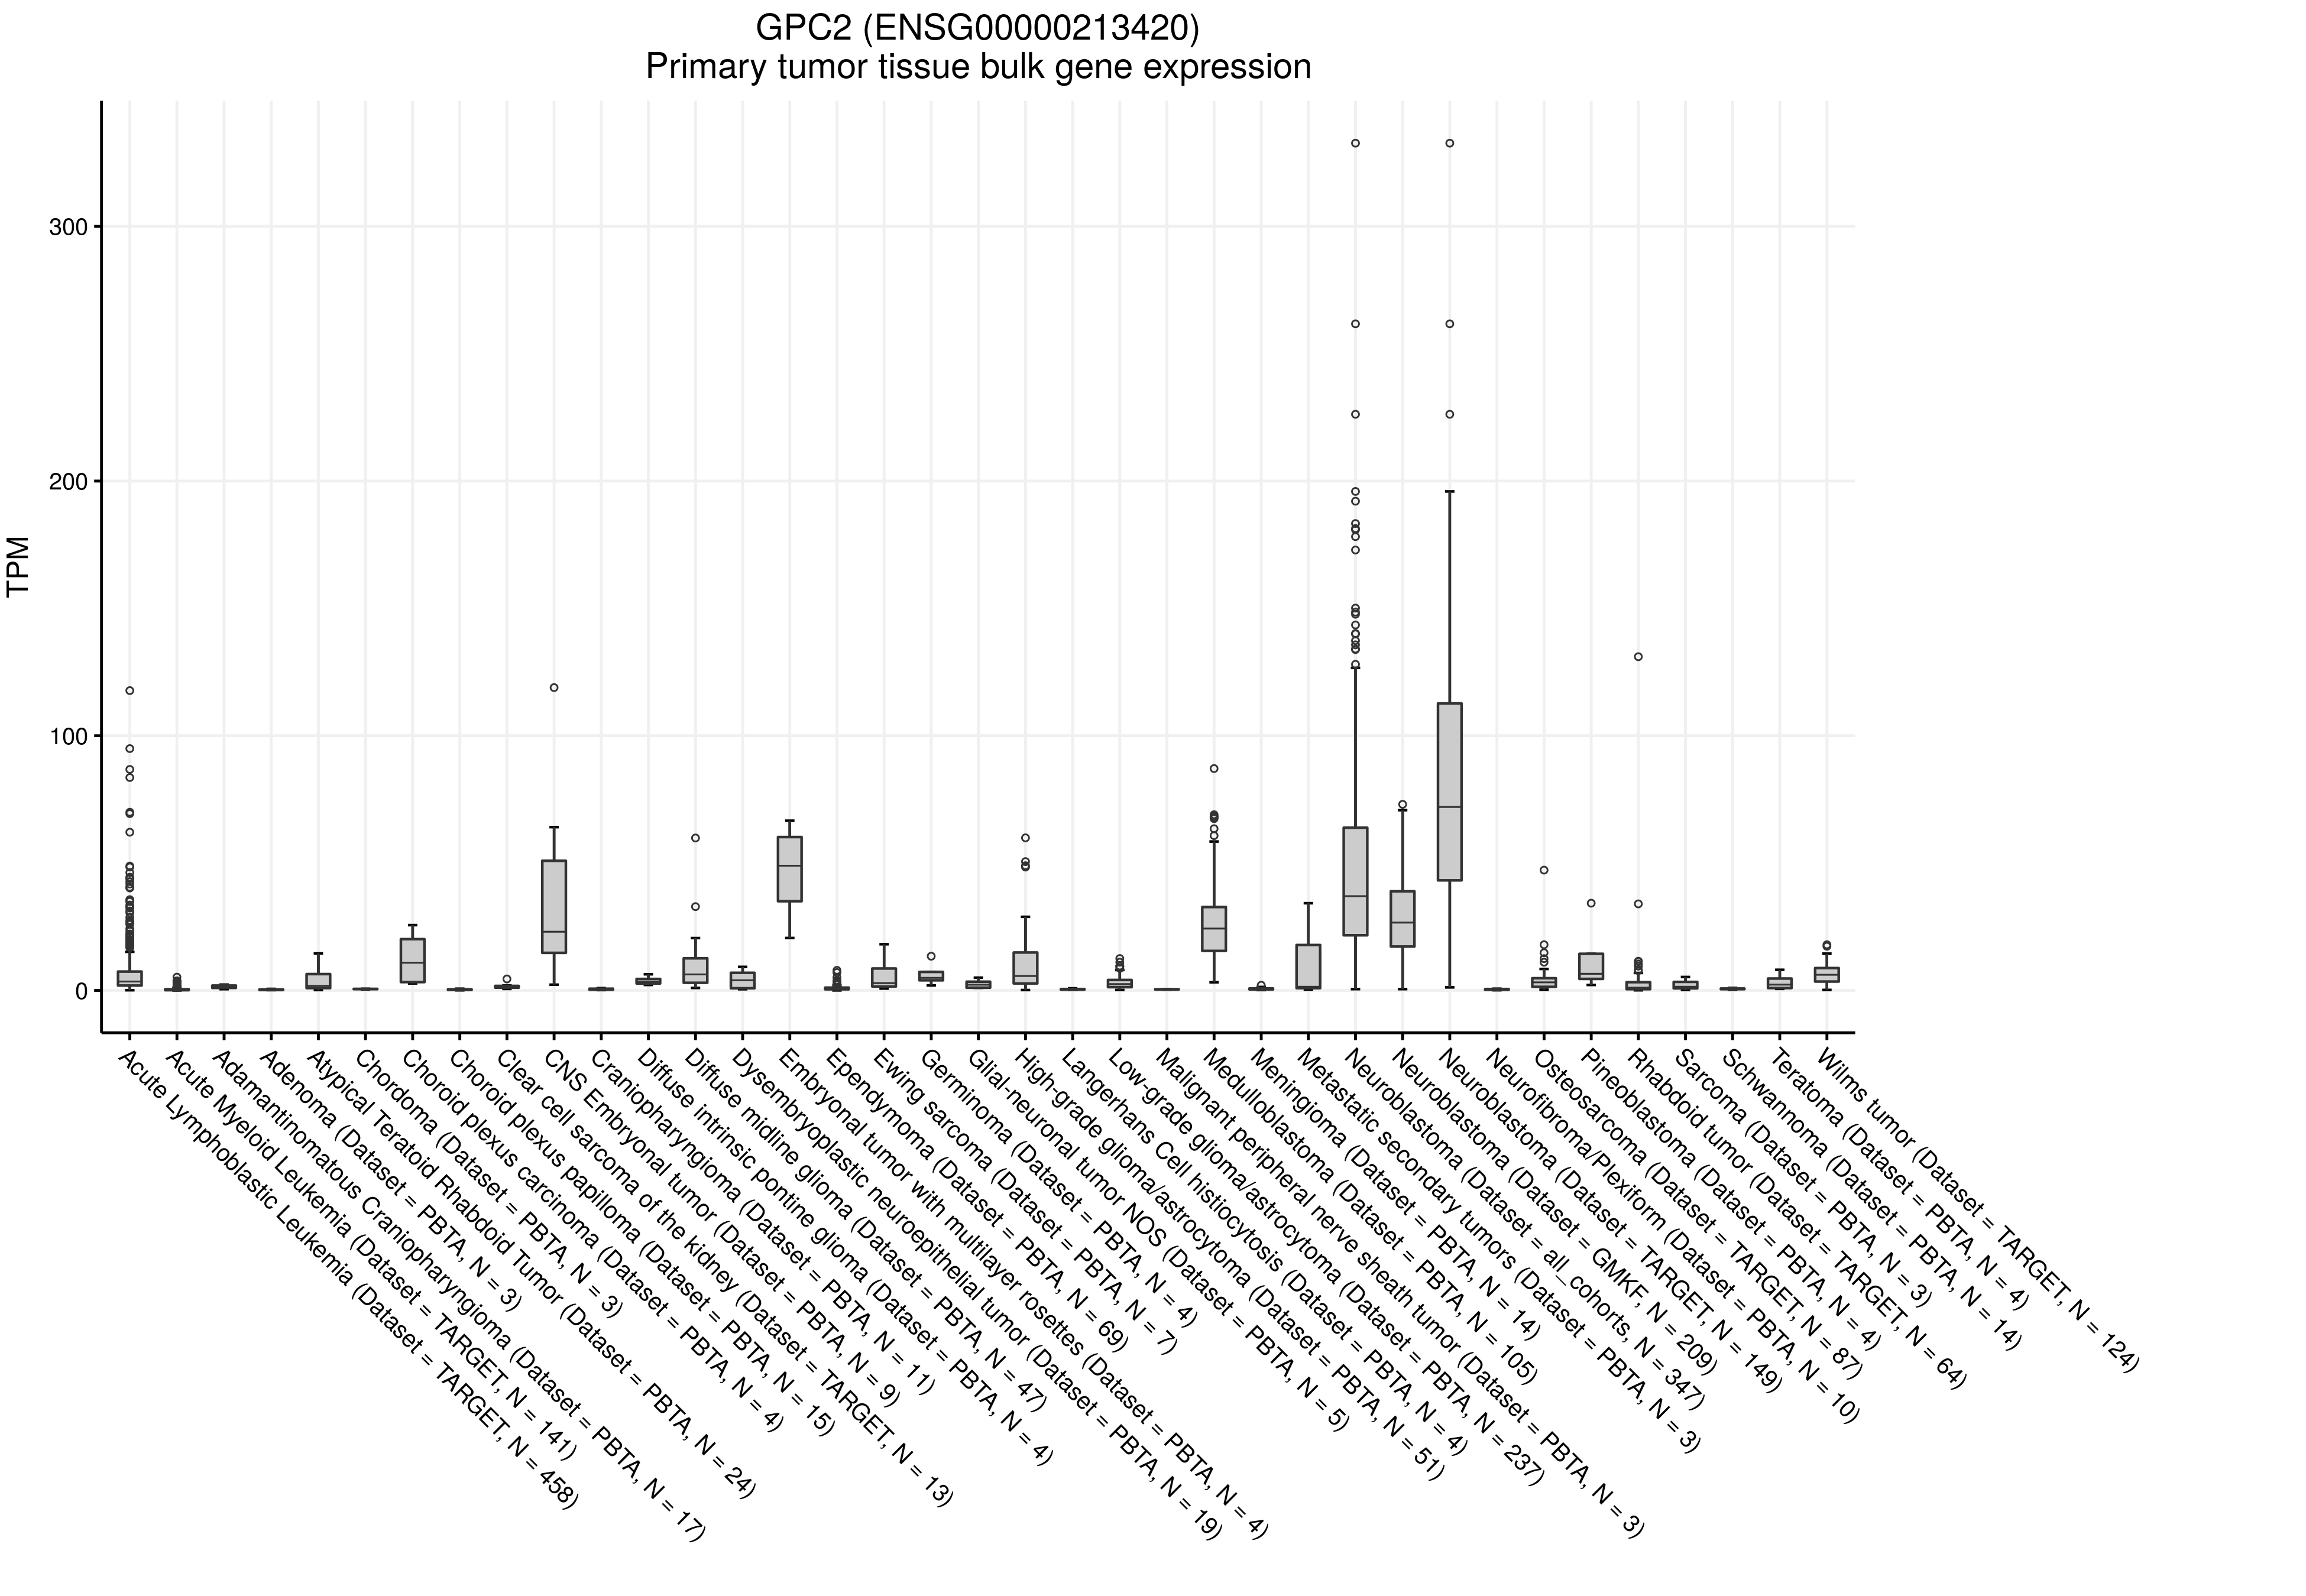 GPC2 (ENSG00000213420)
Primary tumor tissue bulk gene expression
TPM
300
200
100
0
Acute Lymphoblastic Leukemia (Dataset = TARGET, N = 458)
Acute Myeloid Leukemia (Dataset = TARGET, N = 141)
Adamantinomatous Craniopharyngioma (Dataset = PBTA, N = 17)
Adenoma (Dataset = PBTA, N = 3)
Atypical Teratoid Rhabdoid Tumor (Dataset = PBTA, N = 24)
Chordoma (Dataset = PBTA, N = 3)
Choroid plexus carcinoma (Dataset = PBTA, N = 4)
Choroid plexus papilloma (Dataset = PBTA, N = 15)
Clear cell sarcoma of the kidney (Dataset = TARGET, N = 13)
CNS Embryonal tumor (Dataset = PBTA, N = 9)
Craniopharyngioma (Dataset = PBTA, N = 11)
Diffuse intrinsic pontine glioma (Dataset = PBTA, N = 4)
Diffuse midline glioma (Dataset = PBTA, N = 47)
Dysembryoplastic neuroepithelial tumor (Dataset = PBTA, N = 19)
Embryonal tumor with multilayer rosettes (Dataset = PBTA, N = 4)
Ependymoma (Dataset = PBTA, N = 69)
Ewing sarcoma (Dataset = PBTA, N = 7)
Germinoma (Dataset = PBTA, N = 4)
Glial-neuronal tumor NOS (Dataset = PBTA, N = 5)
High-grade glioma/astrocytoma (Dataset = PBTA, N = 51)
Langerhans Cell histiocytosis (Dataset = PBTA, N = 4)
Low-grade glioma/astrocytoma (Dataset = PBTA, N = 237)
Malignant peripheral nerve sheath tumor (Dataset = PBTA, N = 3)
Medulloblastoma (Dataset = PBTA, N = 105)
Meningioma (Dataset = PBTA, N = 14)
Metastatic secondary tumors (Dataset = PBTA, N = 3)
Neuroblastoma (Dataset = all_cohorts, N = 347)
Neuroblastoma (Dataset = GMKF, N = 209)
Neuroblastoma (Dataset = TARGET, N = 149)
Neurofibroma/Plexiform (Dataset = PBTA, N = 10)
Osteosarcoma (Dataset = TARGET, N = 87)
Pineoblastoma (Dataset = PBTA, N = 4)
Rhabdoid tumor (Dataset = TARGET, N = 64)
Sarcoma (Dataset = PBTA, N = 3)
Schwannoma (Dataset = PBTA, N = 14)
Teratoma (Dataset = PBTA, N = 4)
Wilms tumor (Dataset = TARGET, N = 124)